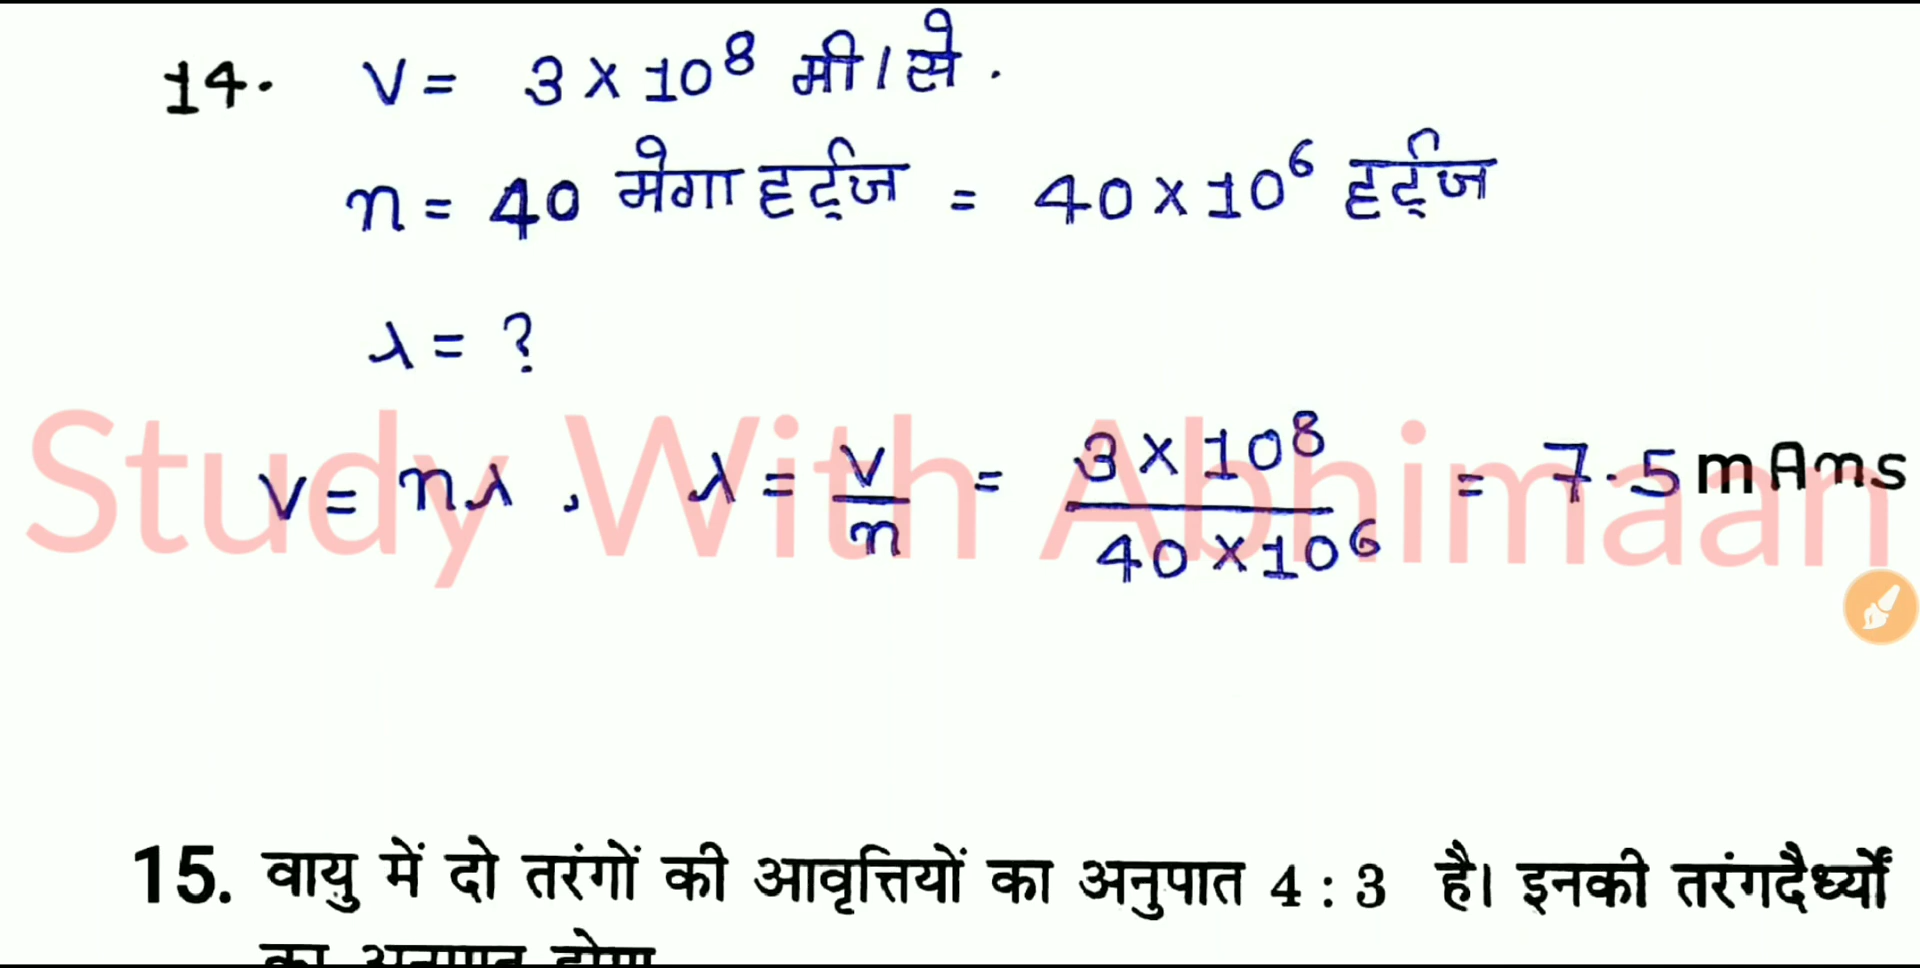 14. V = 3 × 10⁸ मी/से.
n = 40 मेगा हर्ट्ज = 40 × 10⁶ हर्ट्ज
λ = ?
Study With Abhimaan
V = nλ , λ = V/n = 3 × 10⁸ / 40 × 10⁶ = 7.5 m Ans
15. वायु में दो तरंगों की आवृत्तियों का अनुपात 4 : 3 है। इनकी तरंगदैर्ध्यों
का अनुपात होगा